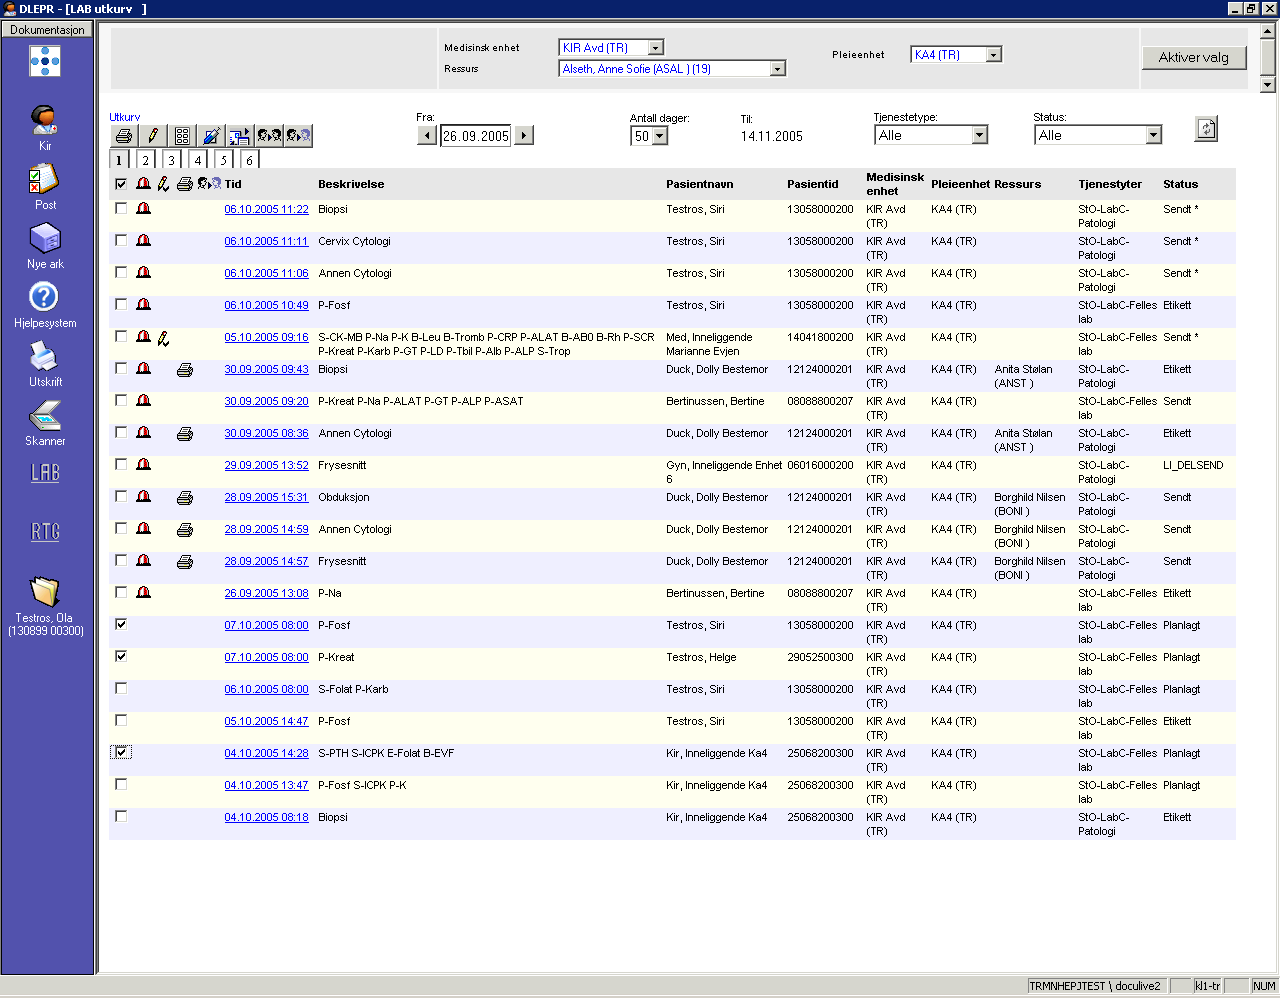 DLEPR - [LAB utkurv ]
Dokumentasjon
Kir
Post
Nye ark
Hjelpesystem
Utskrift
Skanner
LAB
RTG
Testros, Ola
(130899 00300)
Medisinsk enhet KIR Avd (TR) Pleieenhet KA4 (TR) Aktiver valg
Ressurs Alseth, Anne Sofie (ASAL ) (19)
Utkurv Fra: Antall dager: Til: Tjenestetype: Status:
26.09.2005 50 14.11.2005 Alle Alle
1 2 3 4 5 6
Tid Beskrivelse Pasientnavn Pasientid Medisinsk enhet Pleieenhet Ressurs Tjenestyter Status
06.10.2005 11:22 Biopsi Testros, Siri 13058000200 KIR Avd KA4 (TR) StO-LabC- Sendt *
(TR) Patologi
06.10.2005 11:11 Cervix Cytologi Testros, Siri 13058000200 KIR Avd KA4 (TR) StO-LabC- Sendt *
(TR) Patologi
06.10.2005 11:06 Annen Cytologi Testros, Siri 13058000200 KIR Avd KA4 (TR) StO-LabC- Sendt *
(TR) Patologi
06.10.2005 10:49 P-Fosf Testros, Siri 13058000200 KIR Avd KA4 (TR) StO-LabC-Felles Etikett
(TR) lab
05.10.2005 09:16 S-CK-MB P-Na P-K B-Leu B-Tromb P-CRP P-ALAT B-AB0 B-Rh P-SCR Med, Inneliggende 14041800200 KIR Avd KA4 (TR) StO-LabC-Felles Sendt *
P-Kreat P-Karb P-GT P-LD P-Tbil P-Alb P-ALP S-Trop Marianne Evjen (TR) lab
30.09.2005 09:43 Biopsi Duck, Dolly Bestemor 12124000201 KIR Avd KA4 (TR) Anita Stølan StO-LabC- Etikett
(TR) (ANST ) Patologi
30.09.2005 09:20 P-Kreat P-Na P-ALAT P-GT P-ALP P-ASAT Bertinussen, Bertine 08088800207 KIR Avd KA4 (TR) StO-LabC-Felles Sendt
(TR) lab
30.09.2005 08:36 Annen Cytologi Duck, Dolly Bestemor 12124000201 KIR Avd KA4 (TR) Anita Stølan StO-LabC- Etikett
(TR) (ANST ) Patologi
29.09.2005 13:52 Frysesnitt Gyn, Inneliggende Enhet 06016000200 KIR Avd KA4 (TR) StO-LabC- LI_DELSEND
6 (TR) Patologi
28.09.2005 15:31 Obduksjon Duck, Dolly Bestemor 12124000201 KIR Avd KA4 (TR) Borghild Nilsen StO-LabC- Sendt
(TR) (BONI ) Patologi
28.09.2005 14:59 Annen Cytologi Duck, Dolly Bestemor 12124000201 KIR Avd KA4 (TR) Borghild Nilsen StO-LabC- Sendt
(TR) (BONI ) Patologi
28.09.2005 14:57 Frysesnitt Duck, Dolly Bestemor 12124000201 KIR Avd KA4 (TR) Borghild Nilsen StO-LabC- Sendt
(TR) (BONI ) Patologi
26.09.2005 13:08 P-Na Bertinussen, Bertine 08088800207 KIR Avd KA4 (TR) StO-LabC-Felles Etikett
(TR) lab
07.10.2005 08:00 P-Fosf Testros, Siri 13058000200 KIR Avd KA4 (TR) StO-LabC-Felles Planlagt
(TR) lab
07.10.2005 08:00 P-Kreat Testros, Helge 29052500300 KIR Avd KA4 (TR) StO-LabC-Felles Planlagt
(TR) lab
06.10.2005 08:00 S-Folat P-Karb Testros, Siri 13058000200 KIR Avd KA4 (TR) StO-LabC-Felles Planlagt
(TR) lab
05.10.2005 14:47 P-Fosf Testros, Siri 13058000200 KIR Avd KA4 (TR) StO-LabC-Felles Etikett
(TR) lab
04.10.2005 14:28 S-PTH S-ICPK E-Folat B-EVF Kir, Inneliggende Ka4 25068200300 KIR Avd KA4 (TR) StO-LabC-Felles Planlagt
(TR) lab
04.10.2005 13:47 P-Fosf S-ICPK P-K Kir, Inneliggende Ka4 25068200300 KIR Avd KA4 (TR) StO-LabC-Felles Planlagt
(TR) lab
04.10.2005 08:18 Biopsi Kir, Inneliggende Ka4 25068200300 KIR Avd KA4 (TR) StO-LabC- Etikett
(TR) Patologi
TRMNHEPJTEST \ doculive2 kl1-tr NUM